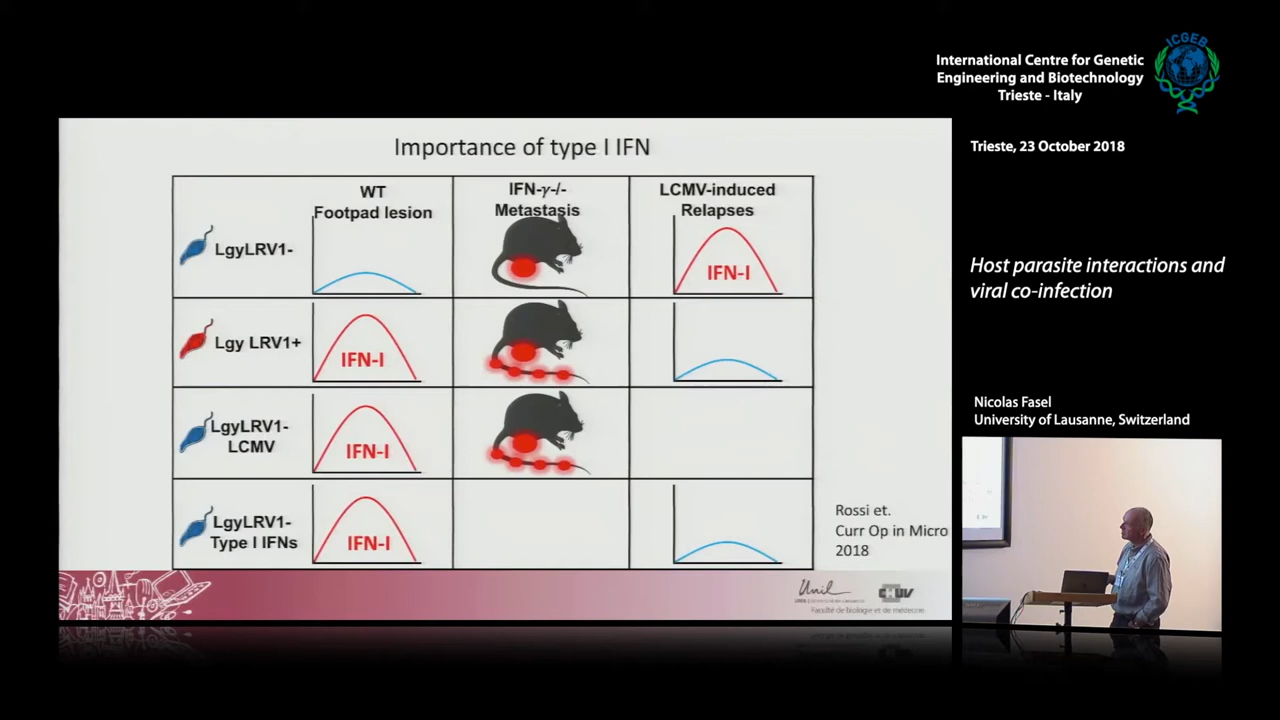 International Centre for Genetic
Engineering and Biotechnology
Trieste - Italy
ICGEB
Trieste, 23 October 2018
Host parasite interactions and
viral co-infection
Nicolas Fasel
University of Lausanne, Switzerland
Importance of type I IFN
WT
Footpad lesion
IFN-γ-/-
Metastasis
LCMV-induced
Relapses
LgyLRV1-
IFN-I
Lgy LRV1+
IFN-I
LgyLRV1-
LCMV
IFN-I
LgyLRV1-
Type I IFNs
IFN-I
Rossi et.
Curr Op in Micro
2018
Unil
CHUV
Faculté de biologie et de médecine